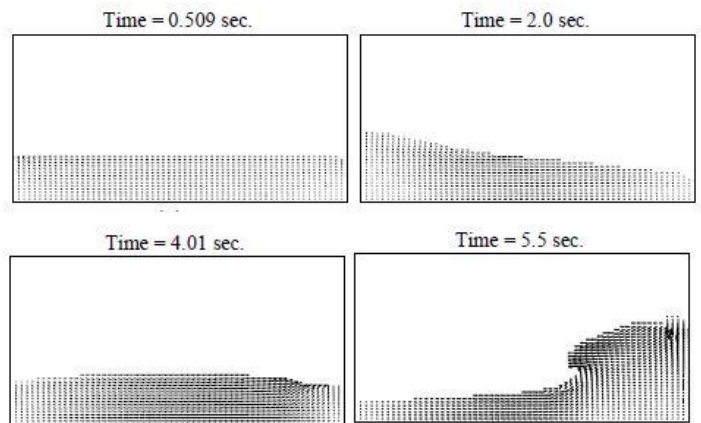 Time = 0.509 sec.
Time = 2.0 sec.
Time = 4.01 sec.
Time = 5.5 sec.